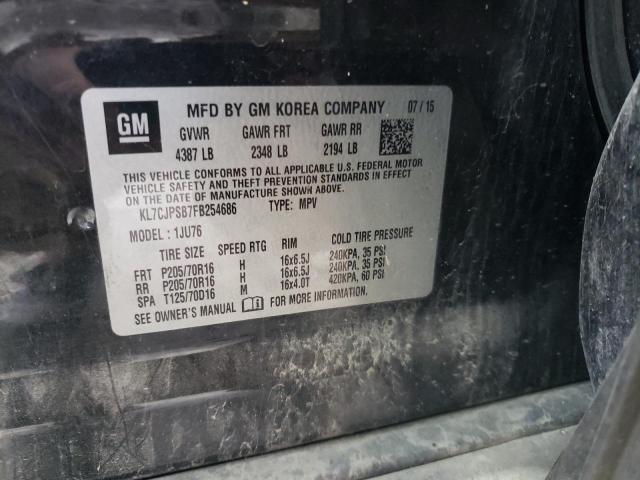 GM
MFD BY GM KOREA COMPANY 07 / 15
GVWR GAWR FRT GAWR RR
4387 LB 2348 LB 2194 LB
THIS VEHICLE CONFORMS TO ALL APPLICABLE U.S. FEDERAL MOTOR
VEHICLE SAFETY AND THEFT PREVENTION STANDARDS IN EFFECT
ON THE DATE OF MANUFACTURE SHOWN ABOVE.
KL7CJPSB7FB254686 TYPE: MPV
MODEL: 1JU76
TIRE SIZE SPEED RTG RIM COLD TIRE PRESSURE
FRT P205/70R16 H 16x6.5J 240KPA, 35 PSI
RR P205/70R16 H 16x6.5J 240KPA, 35 PSI
SPA T125/70D16 M 16x4.0T 420KPA, 60 PSI
SEE OWNER'S MANUAL FOR MORE INFORMATION.